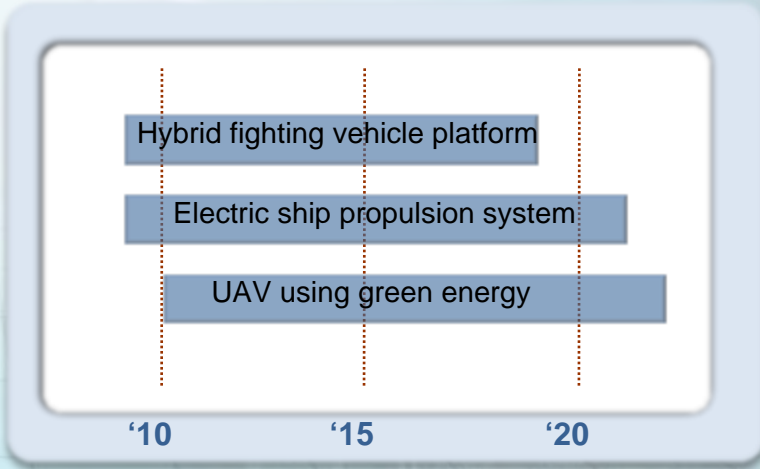 Hybrid fighting vehicle platform
Electric ship propulsion system
UAV using green energy
‘10 ‘15 ‘20